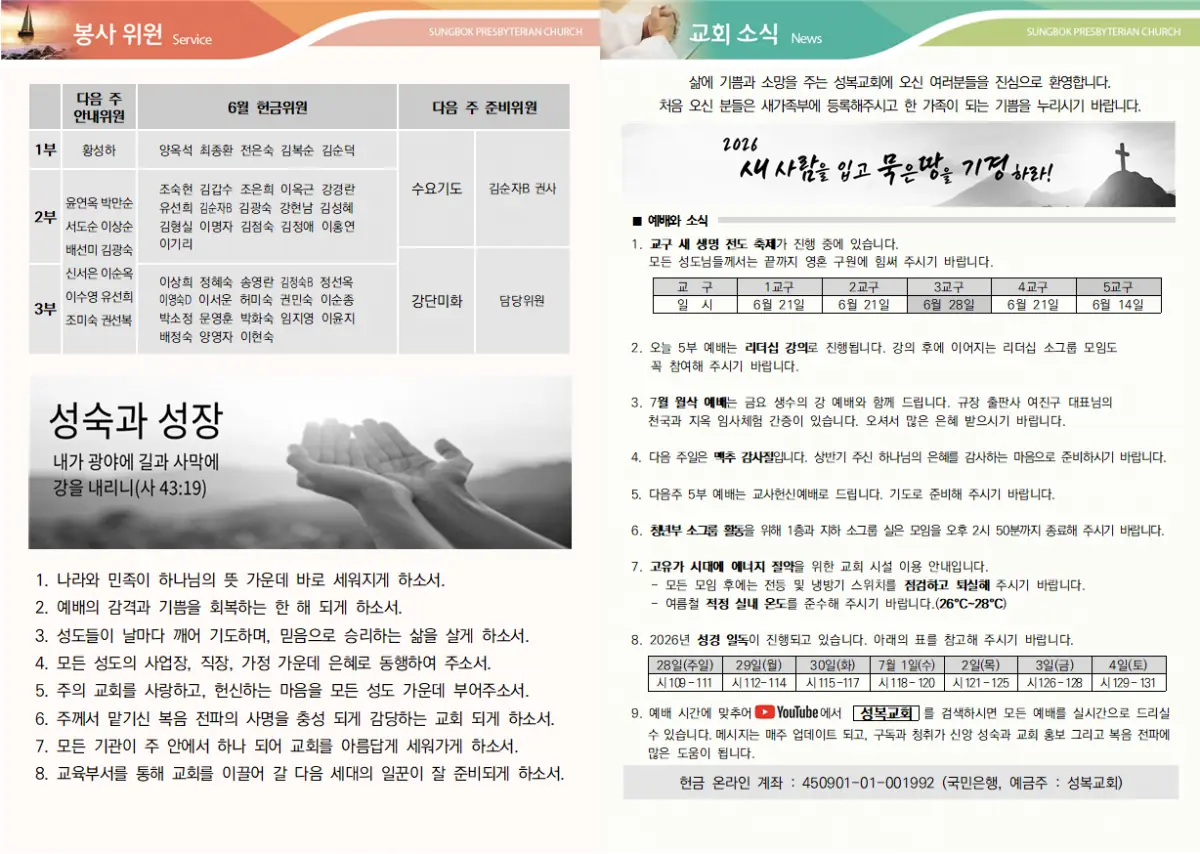 봉사 위원 Service
SUNGBOK PRESBYTERIAN CHURCH
다음 주 안내위원 6월 헌금위원 다음 주 준비위원
1부 황성하 양옥석 최종환 전은숙 김복순 김순덕
2부
윤연옥 박만순
서도순 이상순
배선미 김광숙
조숙현 김갑수 조은희 이옥근 강경란
유선희 김순자B 김광숙 강현남 김성혜
김형실 이명자 김점숙 김정애 이홍연
이기리
수요기도 김순자B 권사
3부
신서은 이순옥
이수영 유선희
조미숙 권선복
이상희 정혜숙 송영란 김정숙B 정선옥
이영숙D 이서운 허미숙 권민숙 이순종
박소정 문영훈 박화숙 임지영 이윤지
배정숙 양영자 이현숙
강단미화 담당위원
성숙과 성장
내가 광야에 길과 사막에
강을 내리니(사 43:19)
1. 나라와 민족이 하나님의 뜻 가운데 바로 세워지게 하소서.
2. 예배의 감격과 기쁨을 회복하는 한 해 되게 하소서.
3. 성도들이 날마다 깨어 기도하며, 믿음으로 승리하는 삶을 살게 하소서.
4. 모든 성도의 사업장, 직장, 가정 가운데 은혜로 동행하여 주소서.
5. 주의 교회를 사랑하고, 헌신하는 마음을 모든 성도 가운데 부어주소서.
6. 주께서 맡기신 복음 전파의 사명을 충성 되게 감당하는 교회 되게 하소서.
7. 모든 기관이 주 안에서 하나 되어 교회를 아름답게 세워가게 하소서.
8. 교육부서를 통해 교회를 이끌어 갈 다음 세대의 일꾼이 잘 준비되게 하소서.
교회 소식 News
SUNGBOK PRESBYTERIAN CHURCH
삶에 기쁨과 소망을 주는 성복교회에 오신 여러분들을 진심으로 환영합니다.
처음 오신 분들은 새가족부에 등록해주시고 한 가족이 되는 기쁨을 누리시기 바랍니다.
2026
새 사람을 입고 묵은땅을 기경하라!
■ 예배와 소식
1. 교구 새 생명 전도 축제가 진행 중에 있습니다.
모든 성도님들께서는 끝까지 영혼 구원에 힘써 주시기 바랍니다.
교 구 1교구 2교구 3교구 4교구 5교구
일 시 6월 21일 6월 21일 6월 28일 6월 21일 6월 14일
2. 오늘 5부 예배는 리더십 강의로 진행됩니다. 강의 후에 이어지는 리더십 소그룹 모임도
꼭 참여해 주시기 바랍니다.
3. 7월 월삭 예배는 금요 생수의 강 예배와 함께 드립니다. 규장 출판사 여진구 대표님의
천국과 지옥 임사체험 간증이 있습니다. 오셔서 많은 은혜 받으시기 바랍니다.
4. 다음 주일은 맥추 감사절입니다. 상반기 주신 하나님의 은혜를 감사하는 마음으로 준비하시기 바랍니다.
5. 다음주 5부 예배는 교사헌신예배로 드립니다. 기도로 준비해 주시기 바랍니다.
6. 청년부 소그룹 활동을 위해 1층과 지하 소그룹 실은 모임을 오후 2시 50분까지 종료해 주시기 바랍니다.
7. 고유가 시대에 에너지 절약을 위한 교회 시설 이용 안내입니다.
- 모든 모임 후에는 전등 및 냉방기 스위치를 점검하고 퇴실해 주시기 바랍니다.
- 여름철 적정 실내 온도를 준수해 주시기 바랍니다.(26℃~28℃)
8. 2026년 성경 일독이 진행되고 있습니다. 아래의 표를 참고해 주시기 바랍니다.
28일(주일) 29일(월) 30일(화) 7월 1일(수) 2일(목) 3일(금) 4일(토)
시109-111 시112-114 시115-117 시118-120 시121-125 시126-128 시129-131
9. 예배 시간에 맞추어 YouTube에서 성복교회 를 검색하시면 모든 예배를 실시간으로 드리실
수 있습니다. 메시지는 매주 업데이트 되고, 구독과 청취가 신앙 성숙과 교회 홍보 그리고 복음 전파에
많은 도움이 됩니다.
헌금 온라인 계좌 : 450901-01-001992 (국민은행, 예금주 : 성복교회)